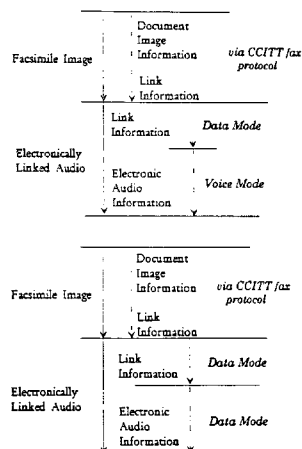 Document
Image
Information
Facsimile Image
via CCITT fax
protocol
Link
Information
Link
Information
Data Mode
Electronically
Linked Audio
Electronic
Audio
Information
Voice Mode
Document
Image
Information
Facsimile Image
via CCITT fax
protocol
Link
Information
Link
Information
Data Mode
Electronically
Linked Audio
Electronic
Audio
Information
Data Mode